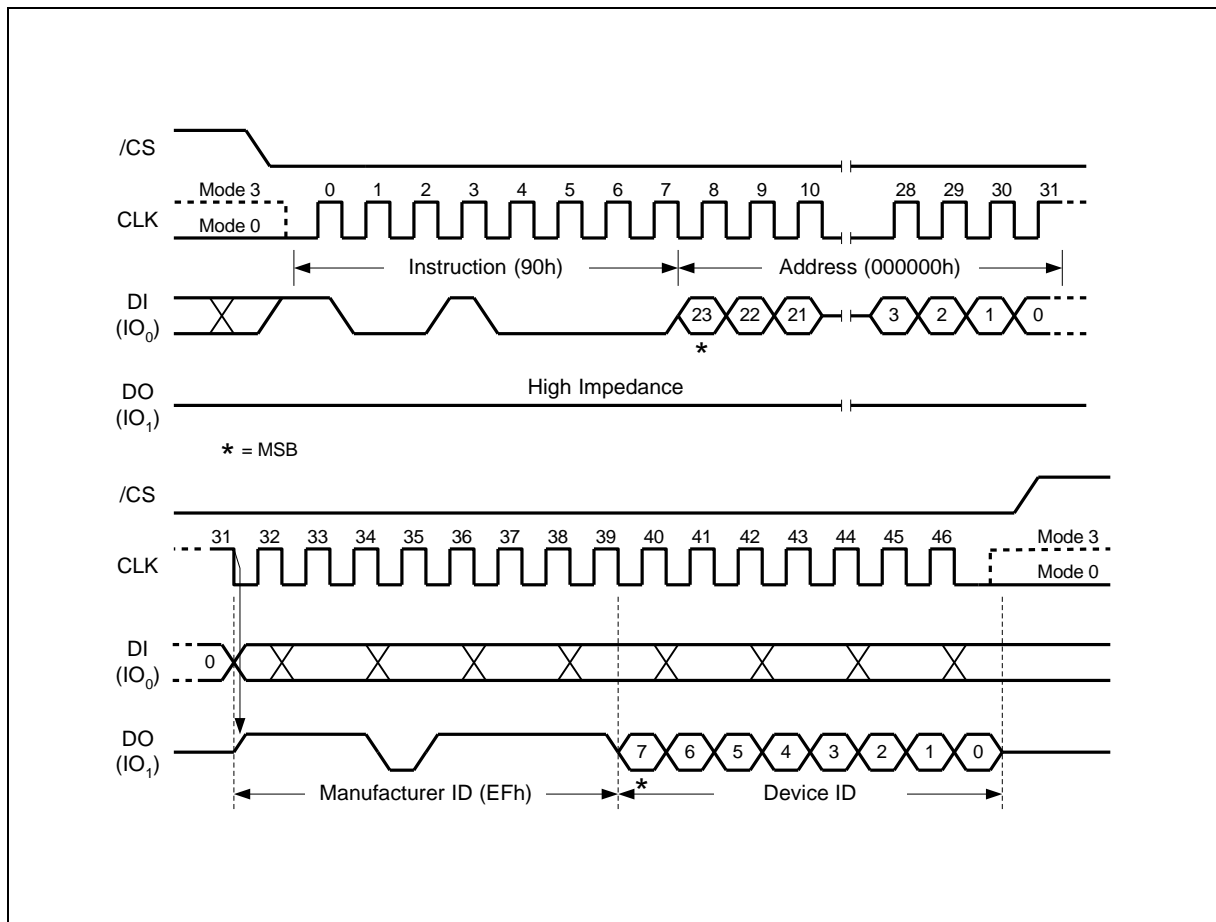 /CS
Mode 3 0 1 2 3 4 5 6 7 8 9 10 28 29 30 31
CLK
Mode 0
Instruction (90h) Address (000000h)
DI
(IO0)
23 22 21 3 2 1 0
*
High Impedance
DO
(IO1)
* = MSB
/CS
31 32 33 34 35 36 37 38 39 40 41 42 43 44 45 46 Mode 3
CLK
Mode 0
DI
(IO0)
0
DO
(IO1)
7 6 5 4 3 2 1 0
*
Manufacturer ID (EFh) Device ID